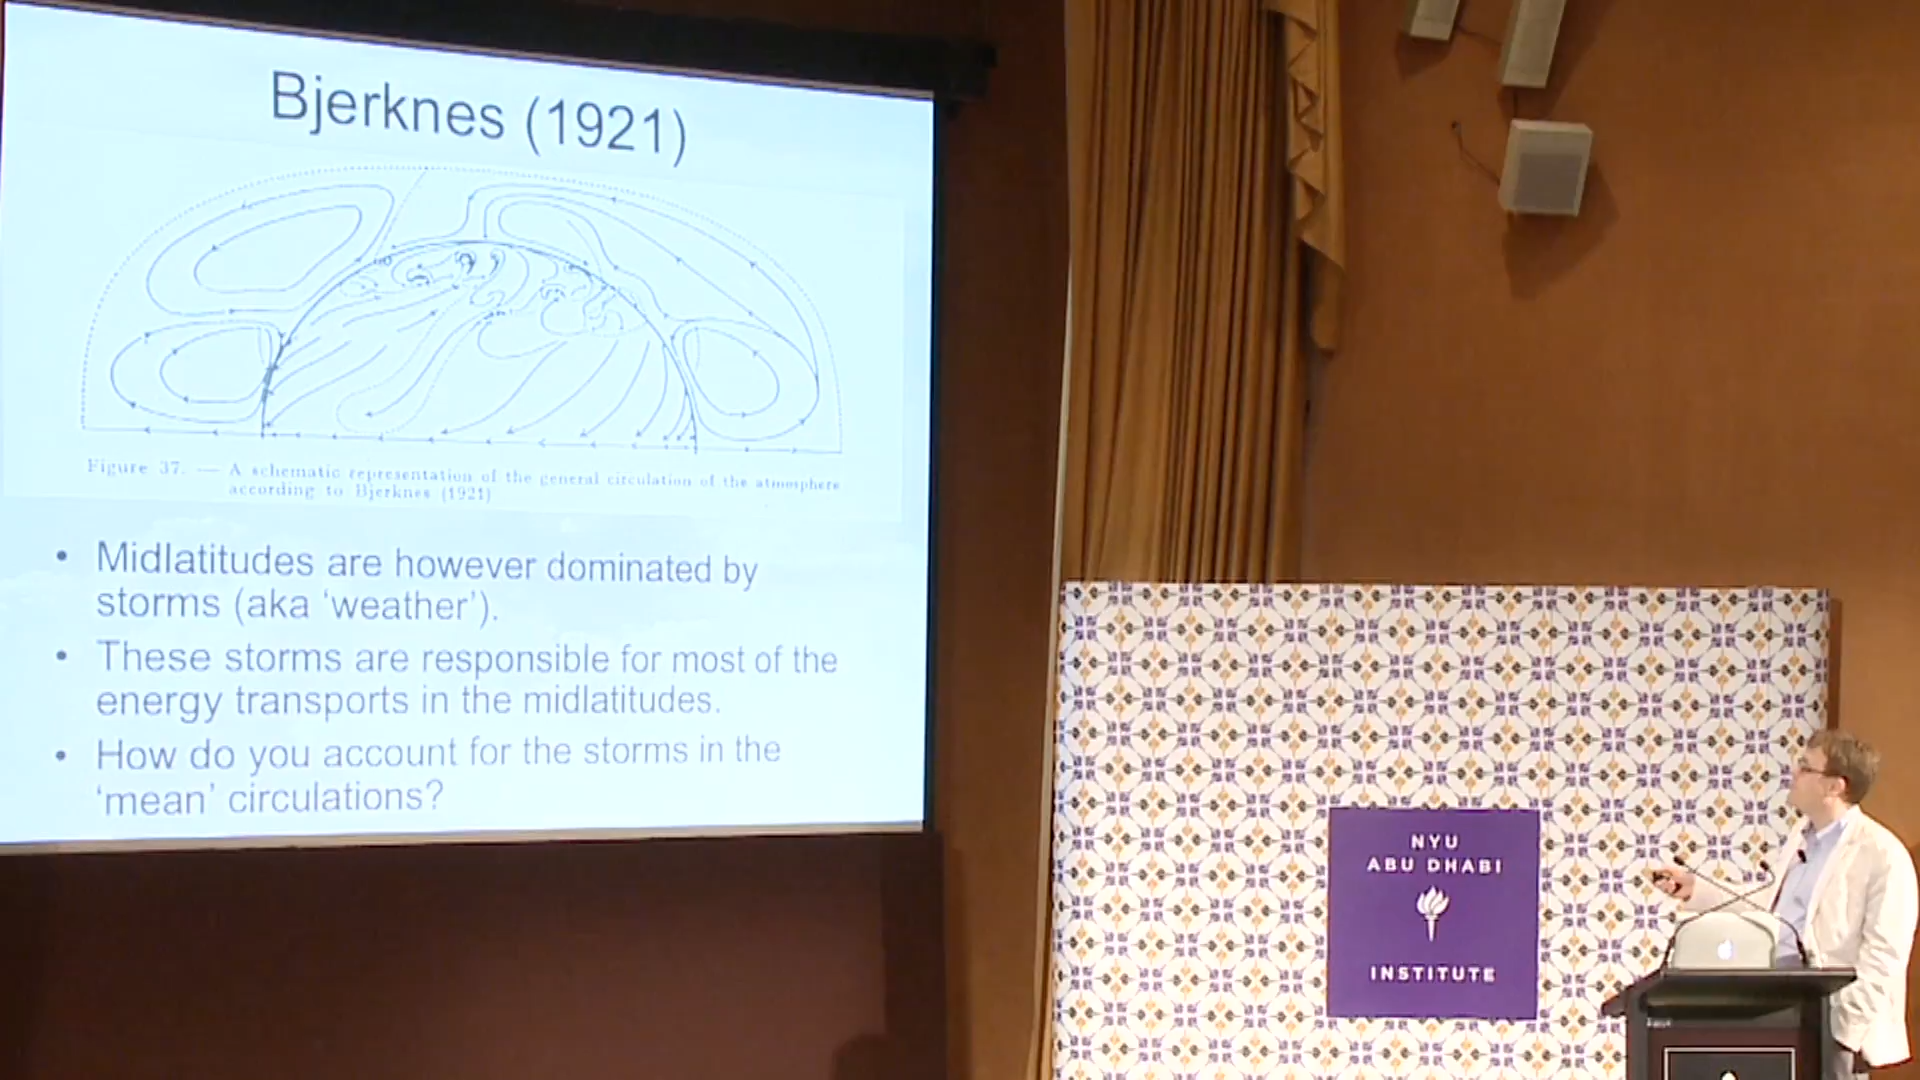 Bjerknes (1921)
Figure 37. — A schematic representation of the general circulation of the atmosphere
according to Bjerknes (1921)
• Midlatitudes are however dominated by
storms (aka ‘weather’).
• These storms are responsible for most of the
energy transports in the midlatitudes.
• How do you account for the storms in the
‘mean’ circulations?
NYU
ABU DHABI
INSTITUTE